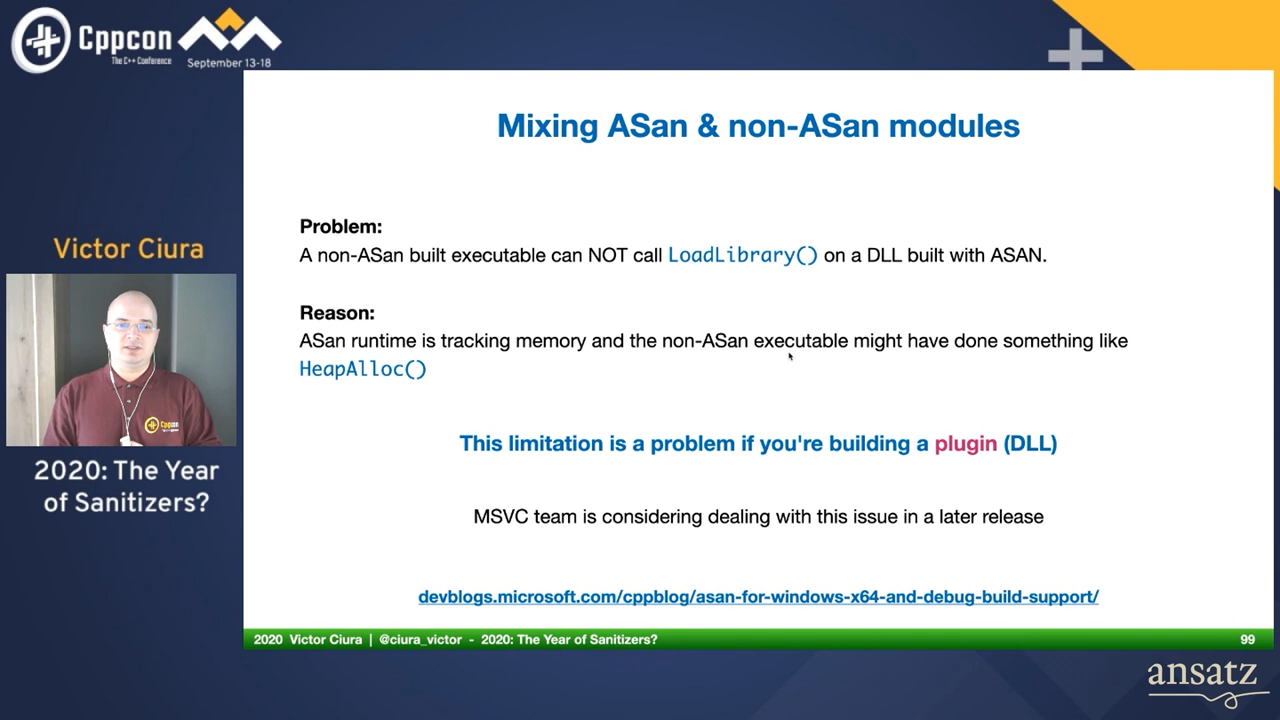 Cppcon
The C++ Conference
September 13-18
Mixing ASan & non-ASan modules
Problem:
A non-ASan built executable can NOT call LoadLibrary() on a DLL built with ASAN.
Reason:
ASan runtime is tracking memory and the non-ASan executable might have done something like
HeapAlloc()
This limitation is a problem if you're building a plugin (DLL)
MSVC team is considering dealing with this issue in a later release
devblogs.microsoft.com/cppblog/asan-for-windows-x64-and-debug-build-support/
2020 Victor Ciura | @ciura_victor - 2020: The Year of Sanitizers?
99
Victor Ciura
Cppcon
2020: The Year
of Sanitizers?
ansatz